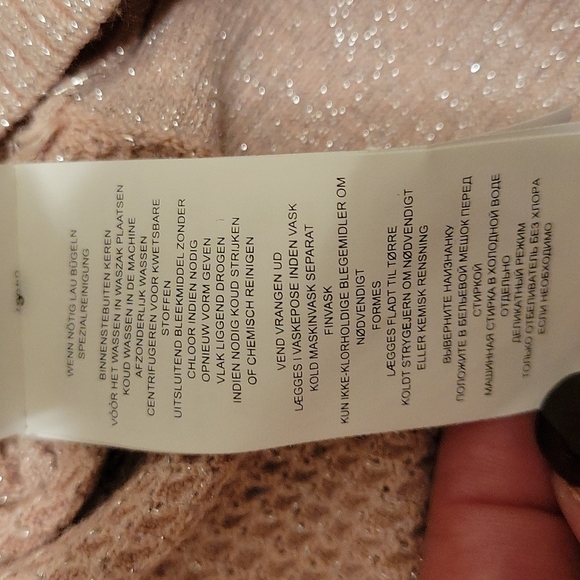 WENN NÖTIG LAU BÜGELN
SPEZIALREINIGUNG
BINNENSTEBUITEN KEREN
VÓÓR HET WASSEN IN WASZAK PLAATSEN
KOUD WASSEN IN DE MACHINE
AFZONDERLIJK WASSEN
CENTRIFUGEREN VOOR KWETSBARE
STOFFEN
UITSLUITEND BLEEKMIDDEL ZONDER
CHLOOR INDIEN NODIG
OPNIEUW VORM GEVEN
VLAK LIGGEND DROGEN
INDIEN NODIG KOUD STRIJKEN
OF CHEMISCH REINIGEN
VEND VRANGEN UD
LÆGGES I VASKEPOSE INDEN VASK
KOLD MASKINVASK SEPARAT
FINVASK
KUN IKKE-KLORHOLDIGE BLEGEMIDLER OM
NØDVENDIGT
FORMES
LÆGGES FLADT TIL TØRRE
KOLDT STRYGEJERN OM NØDVENDIGT
ELLER KEMISK RENSNING
ВЫВЕРНИТЕ НАИЗНАНКУ
ПОЛОЖИТЕ В БЕЛЬЕВОЙ МЕШОК ПЕРЕД
СТИРКОЙ
МАШИННАЯ СТИРКА В ХОЛОДНОЙ ВОДЕ
ОТДЕЛЬНО
ДЕЛИКАТНЫЙ РЕЖИМ
ТОЛЬКО ОТБЕЛИВАТЕЛЬ БЕЗ ХЛОРА
ЕСЛИ НЕОБХОДИМО